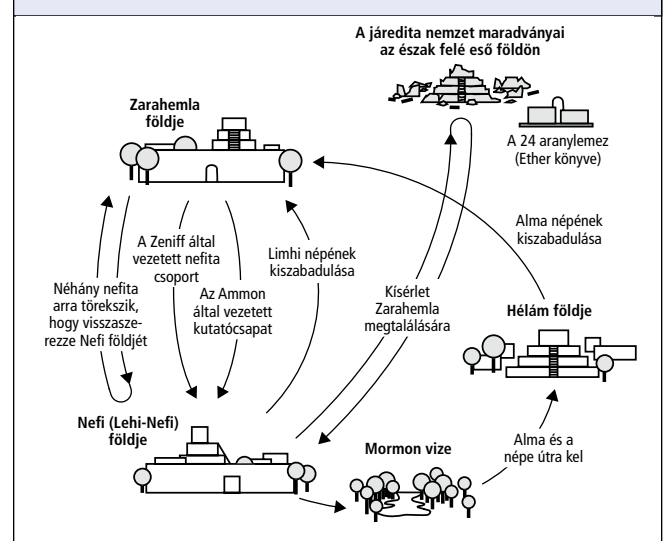 A járedita nemzet maradványai
az észak felé eső földön
Zarahemla
földje
A 24 aranylemez
(Ether könyve)
Alma népének
kiszabadulása
A Zeniff által
vezetett nefita
csoport
Limhi népének
kiszabadulása
Néhány nefita
arra törekszik,
hogy visszasze-
rezze Nefi földjét
Az Ammon
által vezetett
kutatócsapat
Kísérlet
Zarahemla
megtalálására
Hélám földje
Nefi (Lehi-Nefi)
földje
Mormon vize
Alma és a
népe útra kel